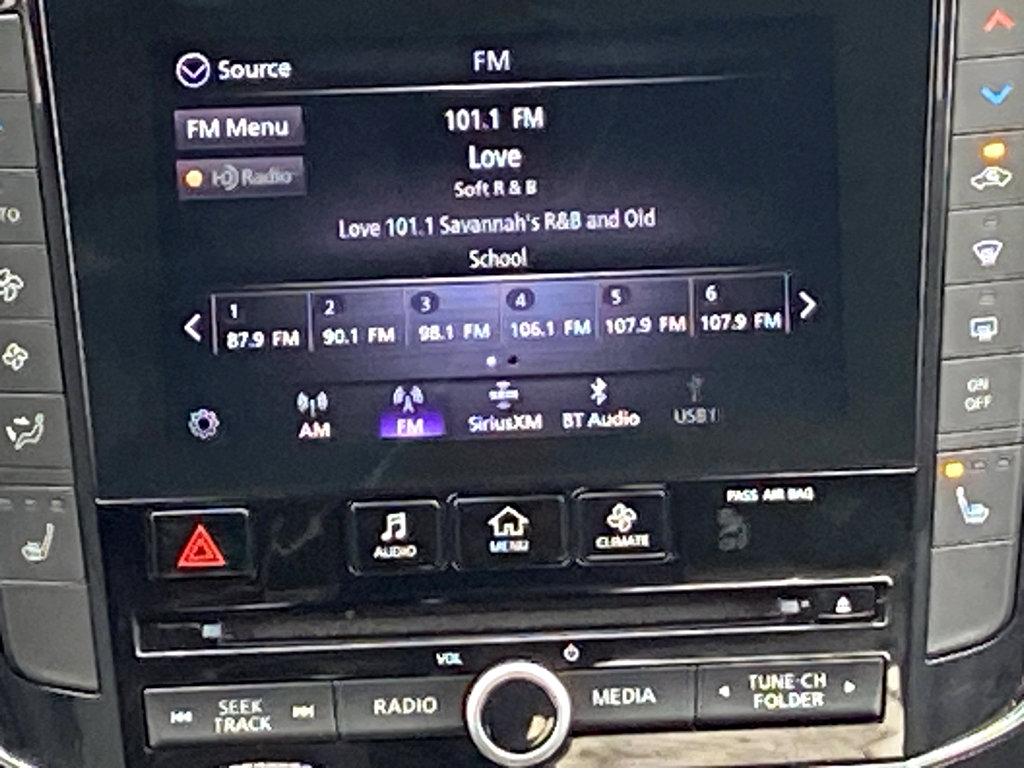 Source
FM
FM Menu
101.1 FM
Love
HD Radio
Soft R & B
Love 101.1 Savannah's R&B and Old
School
1 2 3 4 5 6
87.9 FM 90.1 FM 98.1 FM 106.1 FM 107.9 FM 107.9 FM
AM FM SiriusXM BT Audio USB1
ON
OFF
PASS AIR BAG
AUDIO MENU CLIMATE
VOL
SEEK
TRACK
RADIO
MEDIA
TUNE·CH
FOLDER